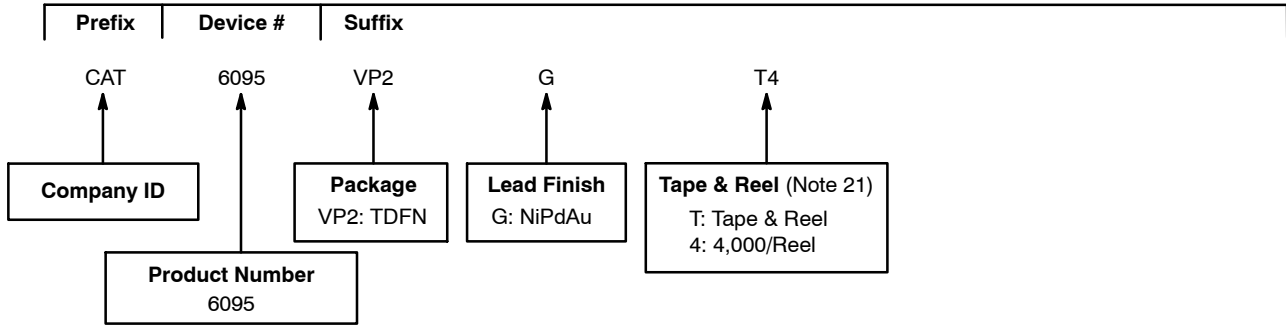 Prefix Device # Suffix
CAT 6095 VP2 G T4
Company ID
Package
VP2: TDFN
Lead Finish
G: NiPdAu
Tape & Reel (Note 21)
T: Tape & Reel
4: 4,000/Reel
Product Number
6095